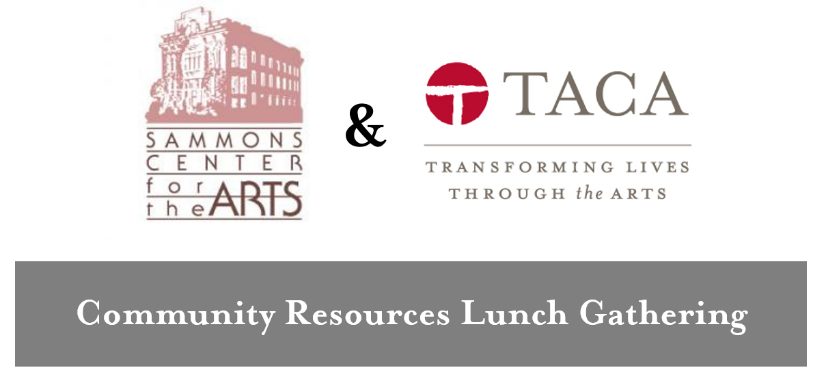 SAMMONS
CENTER
for
the ARTS
&
TACA
TRANSFORMING LIVES
THROUGH the ARTS
Community Resources Lunch Gathering